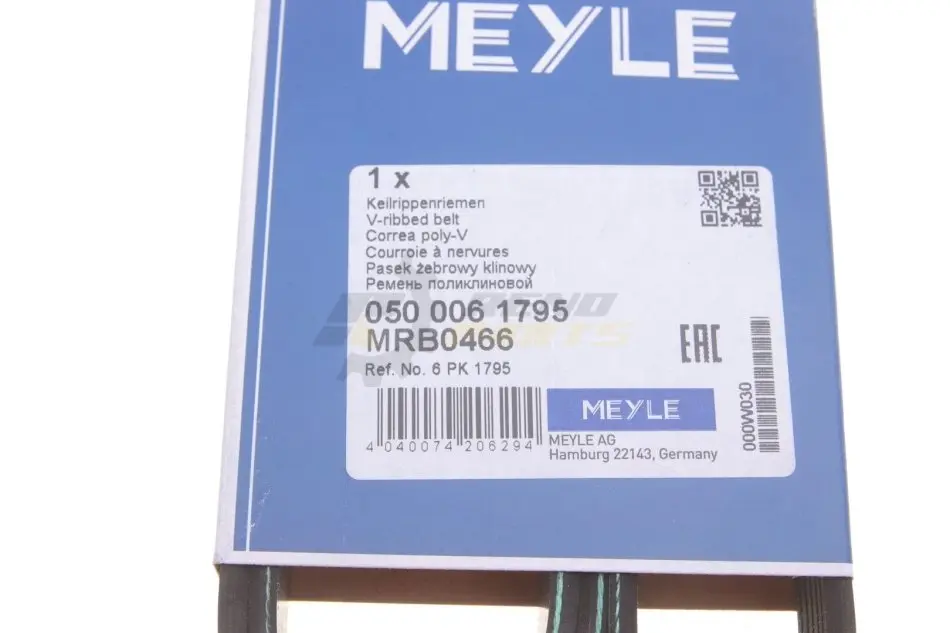 MEYLE
1 x
Keilrippenriemen
V-ribbed belt
Correa poly-V
Courroie à nervures
Pasek żebrowy klinowy
Ремень поликлиновой
050 006 1795
MRB0466
Ref. No. 6 PK 1795
EAC
4 040074 206294
MEYLE
MEYLE AG
Hamburg 22143, Germany
000W030